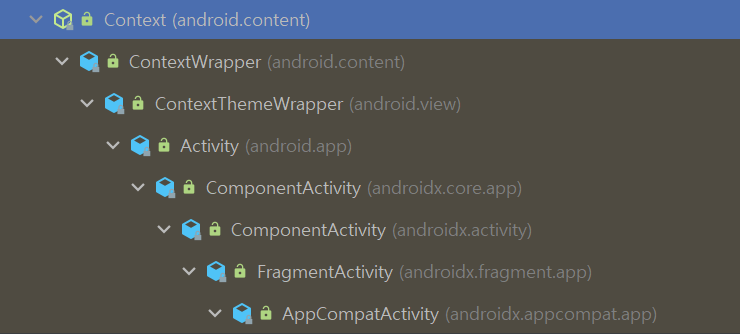 Context (android.content)
ContextWrapper (android.content)
ContextThemeWrapper (android.view)
Activity (android.app)
ComponentActivity (androidx.core.app)
ComponentActivity (androidx.activity)
FragmentActivity (androidx.fragment.app)
AppCompatActivity (androidx.appcompat.app)